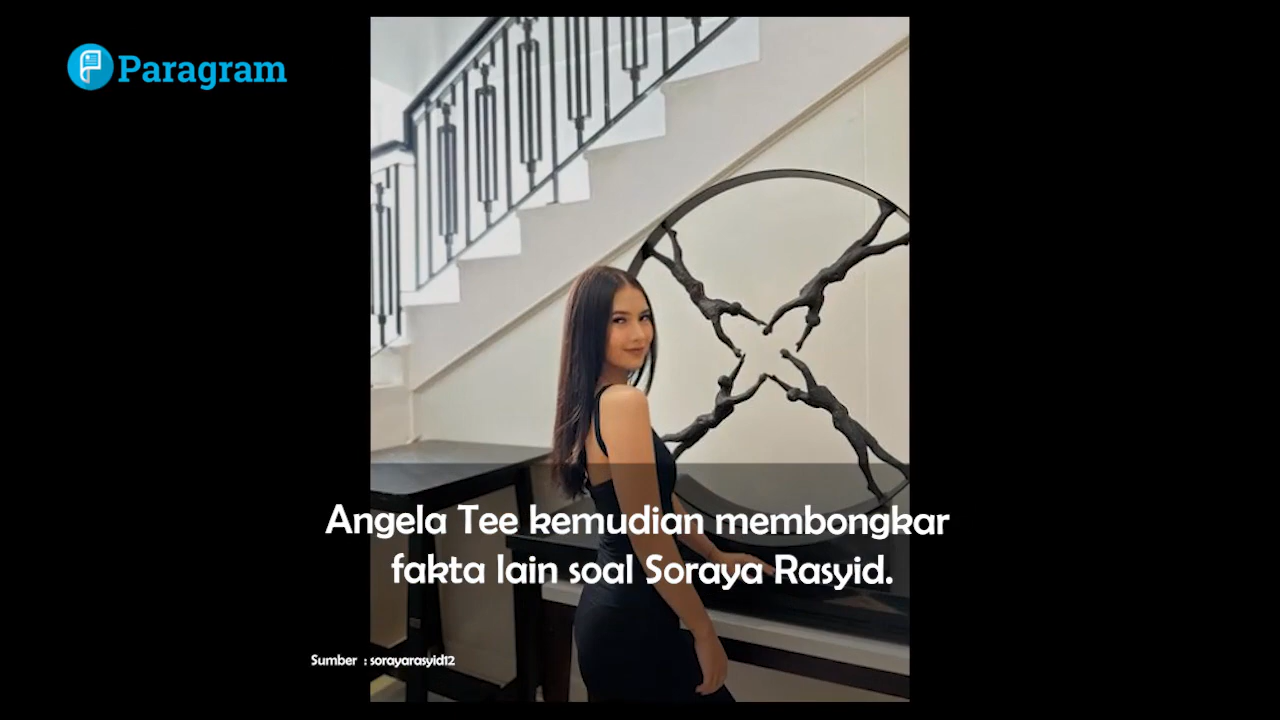 Paragram
Angela Tee kemudian membongkar
fakta lain soal Soraya Rasyid.
Sumber : sorayarasyid12